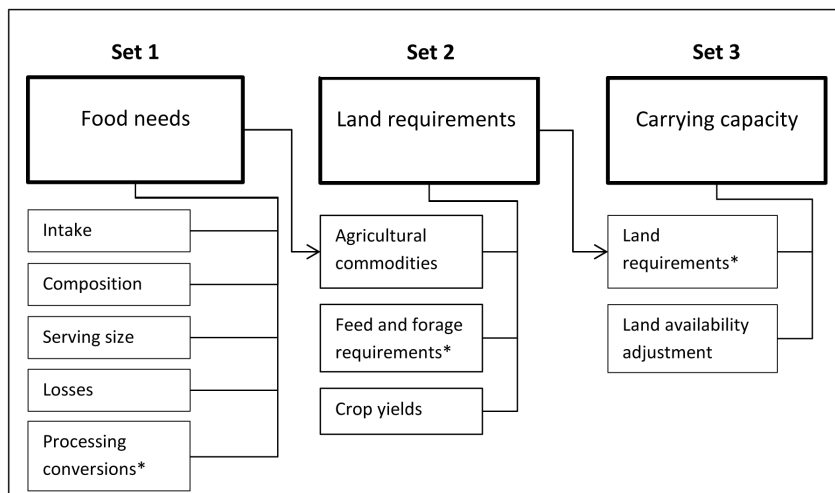 Set 1
Food needs
Intake
Composition
Serving size
Losses
Processing
conversions*
Set 2
Land requirements
Agricultural
commodities
Feed and forage
requirements*
Crop yields
Set 3
Carrying capacity
Land
requirements*
Land availability
adjustment